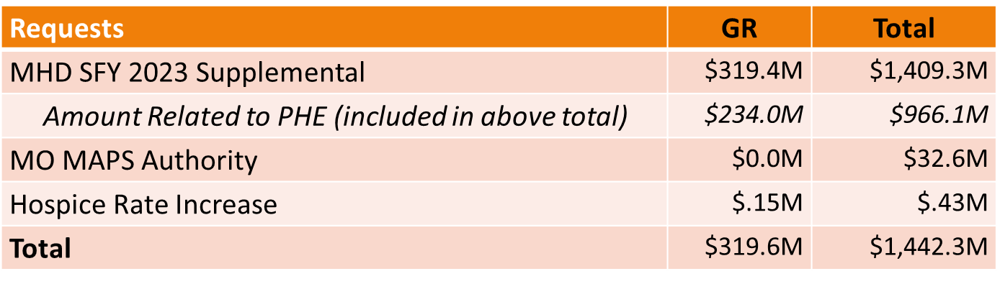 Requests GR Total
MHD SFY 2023 Supplemental $319.4M $1,409.3M
Amount Related to PHE (included in above total) $234.0M $966.1M
MO MAPS Authority $0.0M $32.6M
Hospice Rate Increase $.15M $.43M
Total $319.6M $1,442.3M